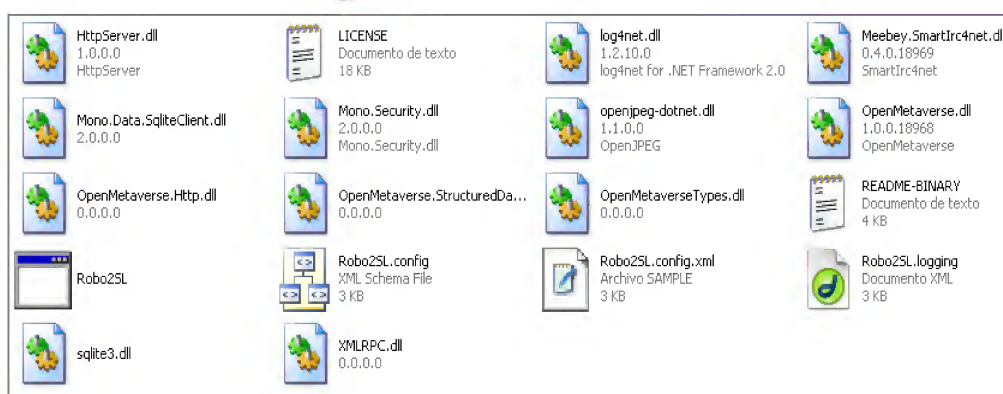 HttpServer.dll
1.0.0.0
HttpServer
LICENSE
Documento de texto
18 KB
log4net.dll
1.2.10.0
log4net for .NET Framework 2.0
Meebey.SmartIrc4net.dl
0.4.0.18969
SmartIrc4net
Mono.Data.SqliteClient.dll
2.0.0.0
Mono.Security.dll
2.0.0.0
Mono.Security.dll
openjpeg-dotnet.dll
1.1.0.0
OpenJPEG
OpenMetaverse.dll
1.0.0.18968
OpenMetaverse
OpenMetaverse.Http.dll
0.0.0.0
OpenMetaverse.StructuredDa...
0.0.0.0
OpenMetaverseTypes.dll
0.0.0.0
README-BINARY
Documento de texto
4 KB
Robo2SL
Robo2SL.config
XML Schema File
3 KB
Robo2SL.config.xml
Archivo SAMPLE
3 KB
Robo2SL.logging
Documento XML
3 KB
sqlite3.dll
XMLRPC.dll
0.0.0.0